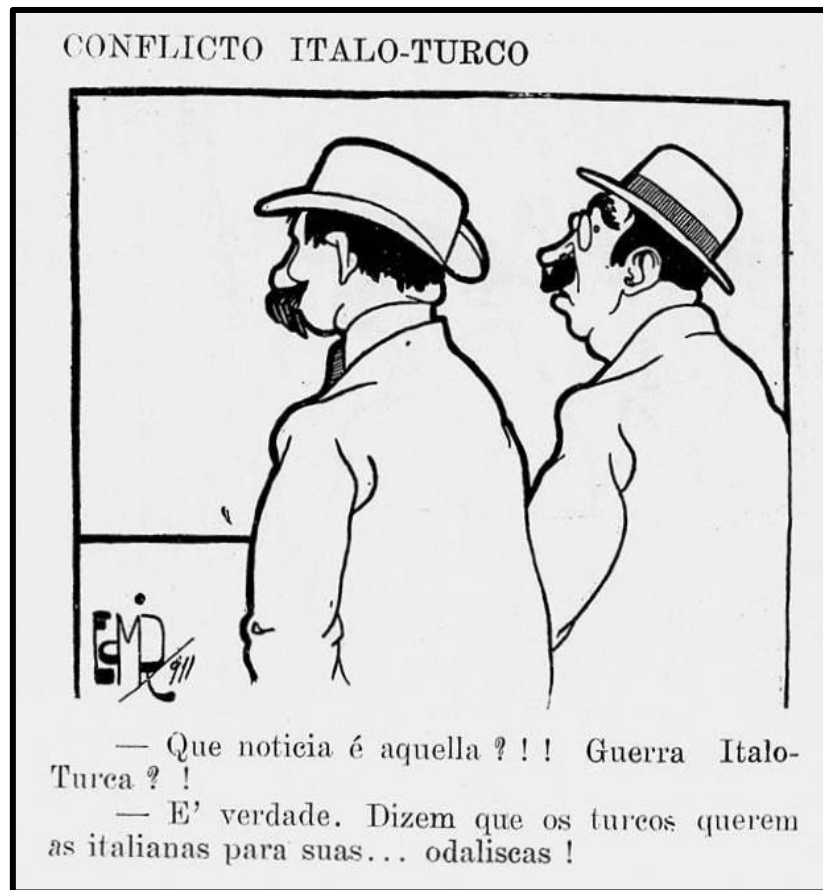 CONFLICTO ITALO-TURCO
911
— Que noticia é aquella ? ! ! Guerra Italo-
Turca ? !
— E' verdade. Dizem que os turcos querem
as italianas para suas... odaliscas !